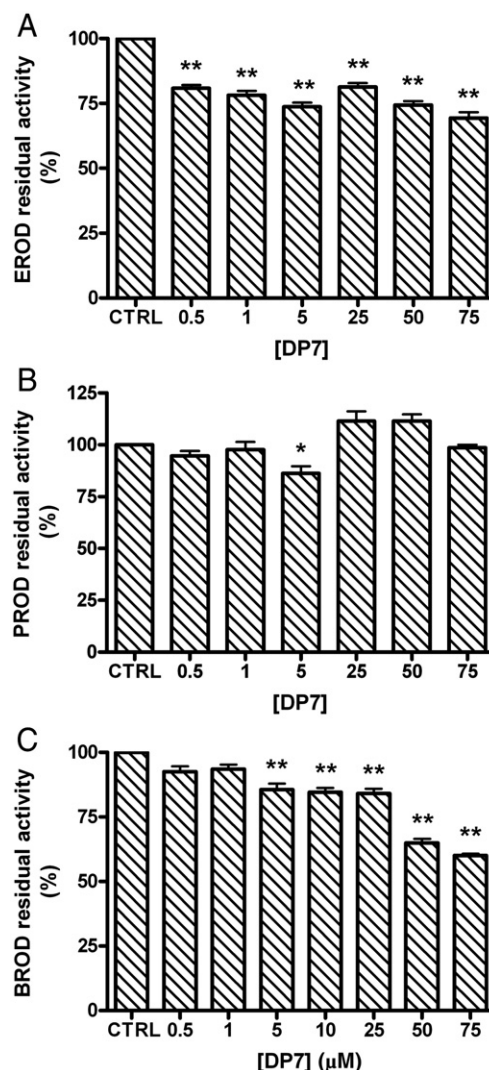 A
EROD residual activity
(%)
100
75
50
25
0
** ** ** ** ** **
CTRL 0.5 1 5 25 50 75
[DP7]
B
PROD residual activity
(%)
125
100
75
50
25
0
*
CTRL 0.5 1 5 25 50 75
[DP7]
C
BROD residual activity
(%)
100
75
50
25
0
** ** ** ** **
CTRL 0.5 1 5 10 25 50 75
[DP7] (µM)